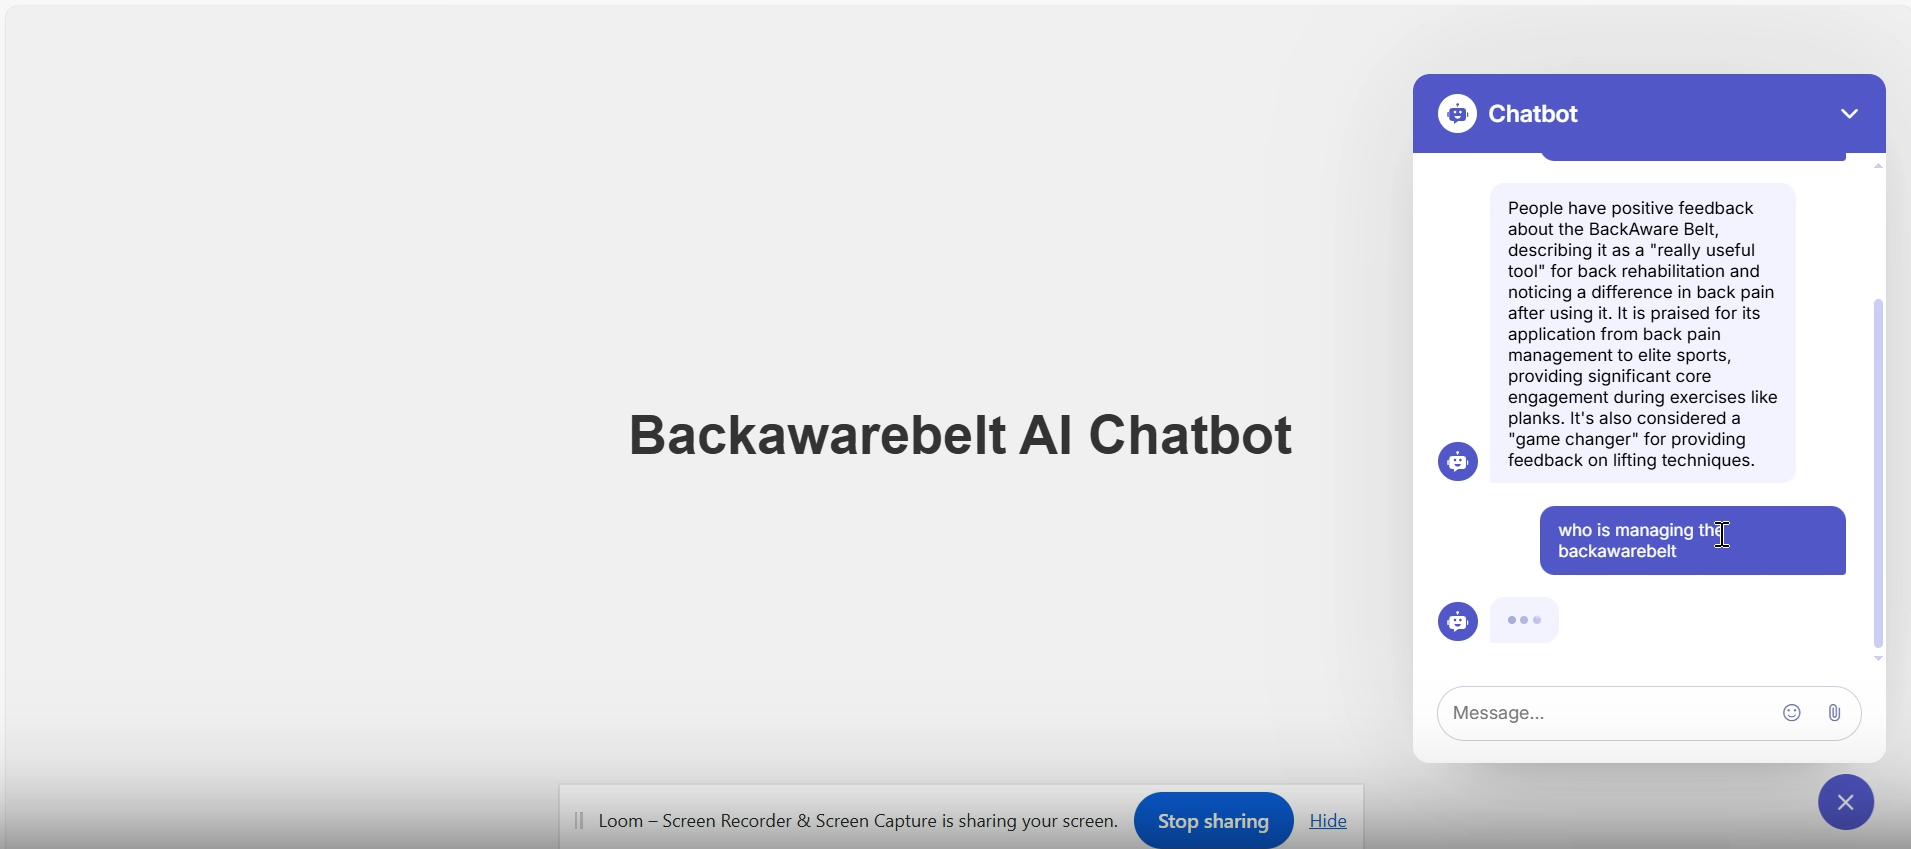 Chatbot
People have positive feedback
about the BackAware Belt,
describing it as a "really useful
tool" for back rehabilitation and
noticing a difference in back pain
after using it. It is praised for its
application from back pain
management to elite sports,
providing significant core
engagement during exercises like
planks. It's also considered a
"game changer" for providing
feedback on lifting techniques.
Backawarebelt AI Chatbot
who is managing the
backawarebelt
Message...
Loom – Screen Recorder & Screen Capture is sharing your screen.
Stop sharing
Hide